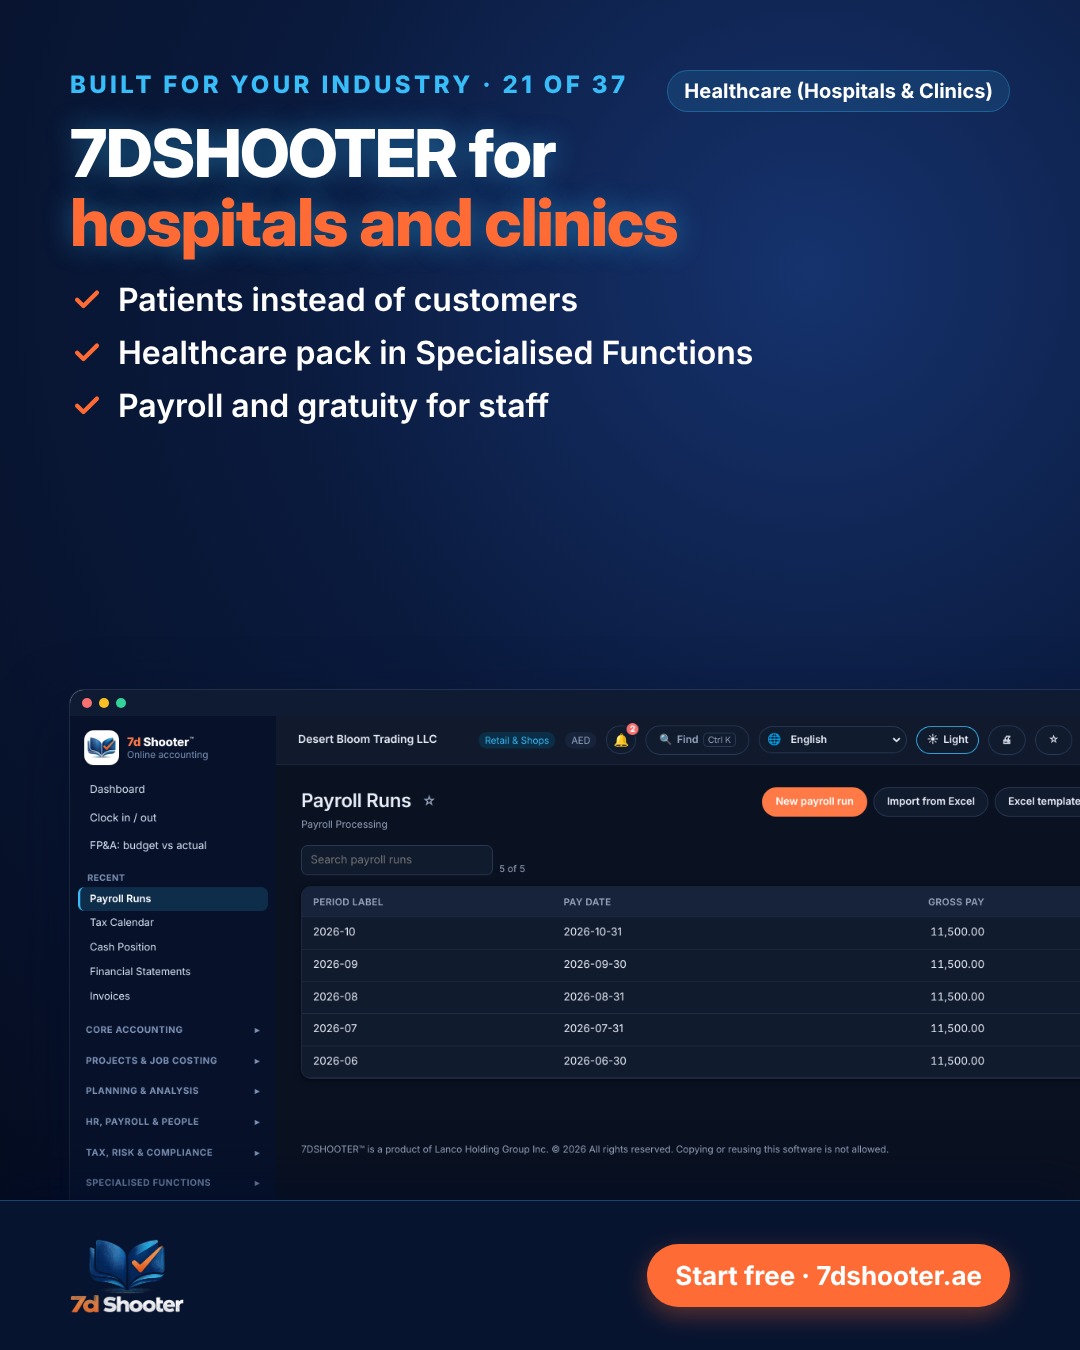 BUILT FOR YOUR INDUSTRY · 21 OF 37
Healthcare (Hospitals & Clinics)
7DSHOOTER for
hospitals and clinics
Patients instead of customers
Healthcare pack in Specialised Functions
Payroll and gratuity for staff
7d Shooter™
Online accounting
Desert Bloom Trading LLC
Retail & Shops
AED
2
Find
Ctrl K
English
Light
Dashboard
Clock in / out
FP&A: budget vs actual
RECENT
Payroll Runs
Tax Calendar
Cash Position
Financial Statements
Invoices
CORE ACCOUNTING
PROJECTS & JOB COSTING
PLANNING & ANALYSIS
HR, PAYROLL & PEOPLE
TAX, RISK & COMPLIANCE
SPECIALISED FUNCTIONS
Payroll Runs
Payroll Processing
New payroll run
Import from Excel
Excel template
Search payroll runs
5 of 5
PERIOD LABEL PAY DATE GROSS PAY
2026-10 2026-10-31 11,500.00
2026-09 2026-09-30 11,500.00
2026-08 2026-08-31 11,500.00
2026-07 2026-07-31 11,500.00
2026-06 2026-06-30 11,500.00
7DSHOOTER™ is a product of Lanco Holding Group Inc. © 2026 All rights reserved. Copying or reusing this software is not allowed.
7d Shooter
Start free · 7dshooter.ae